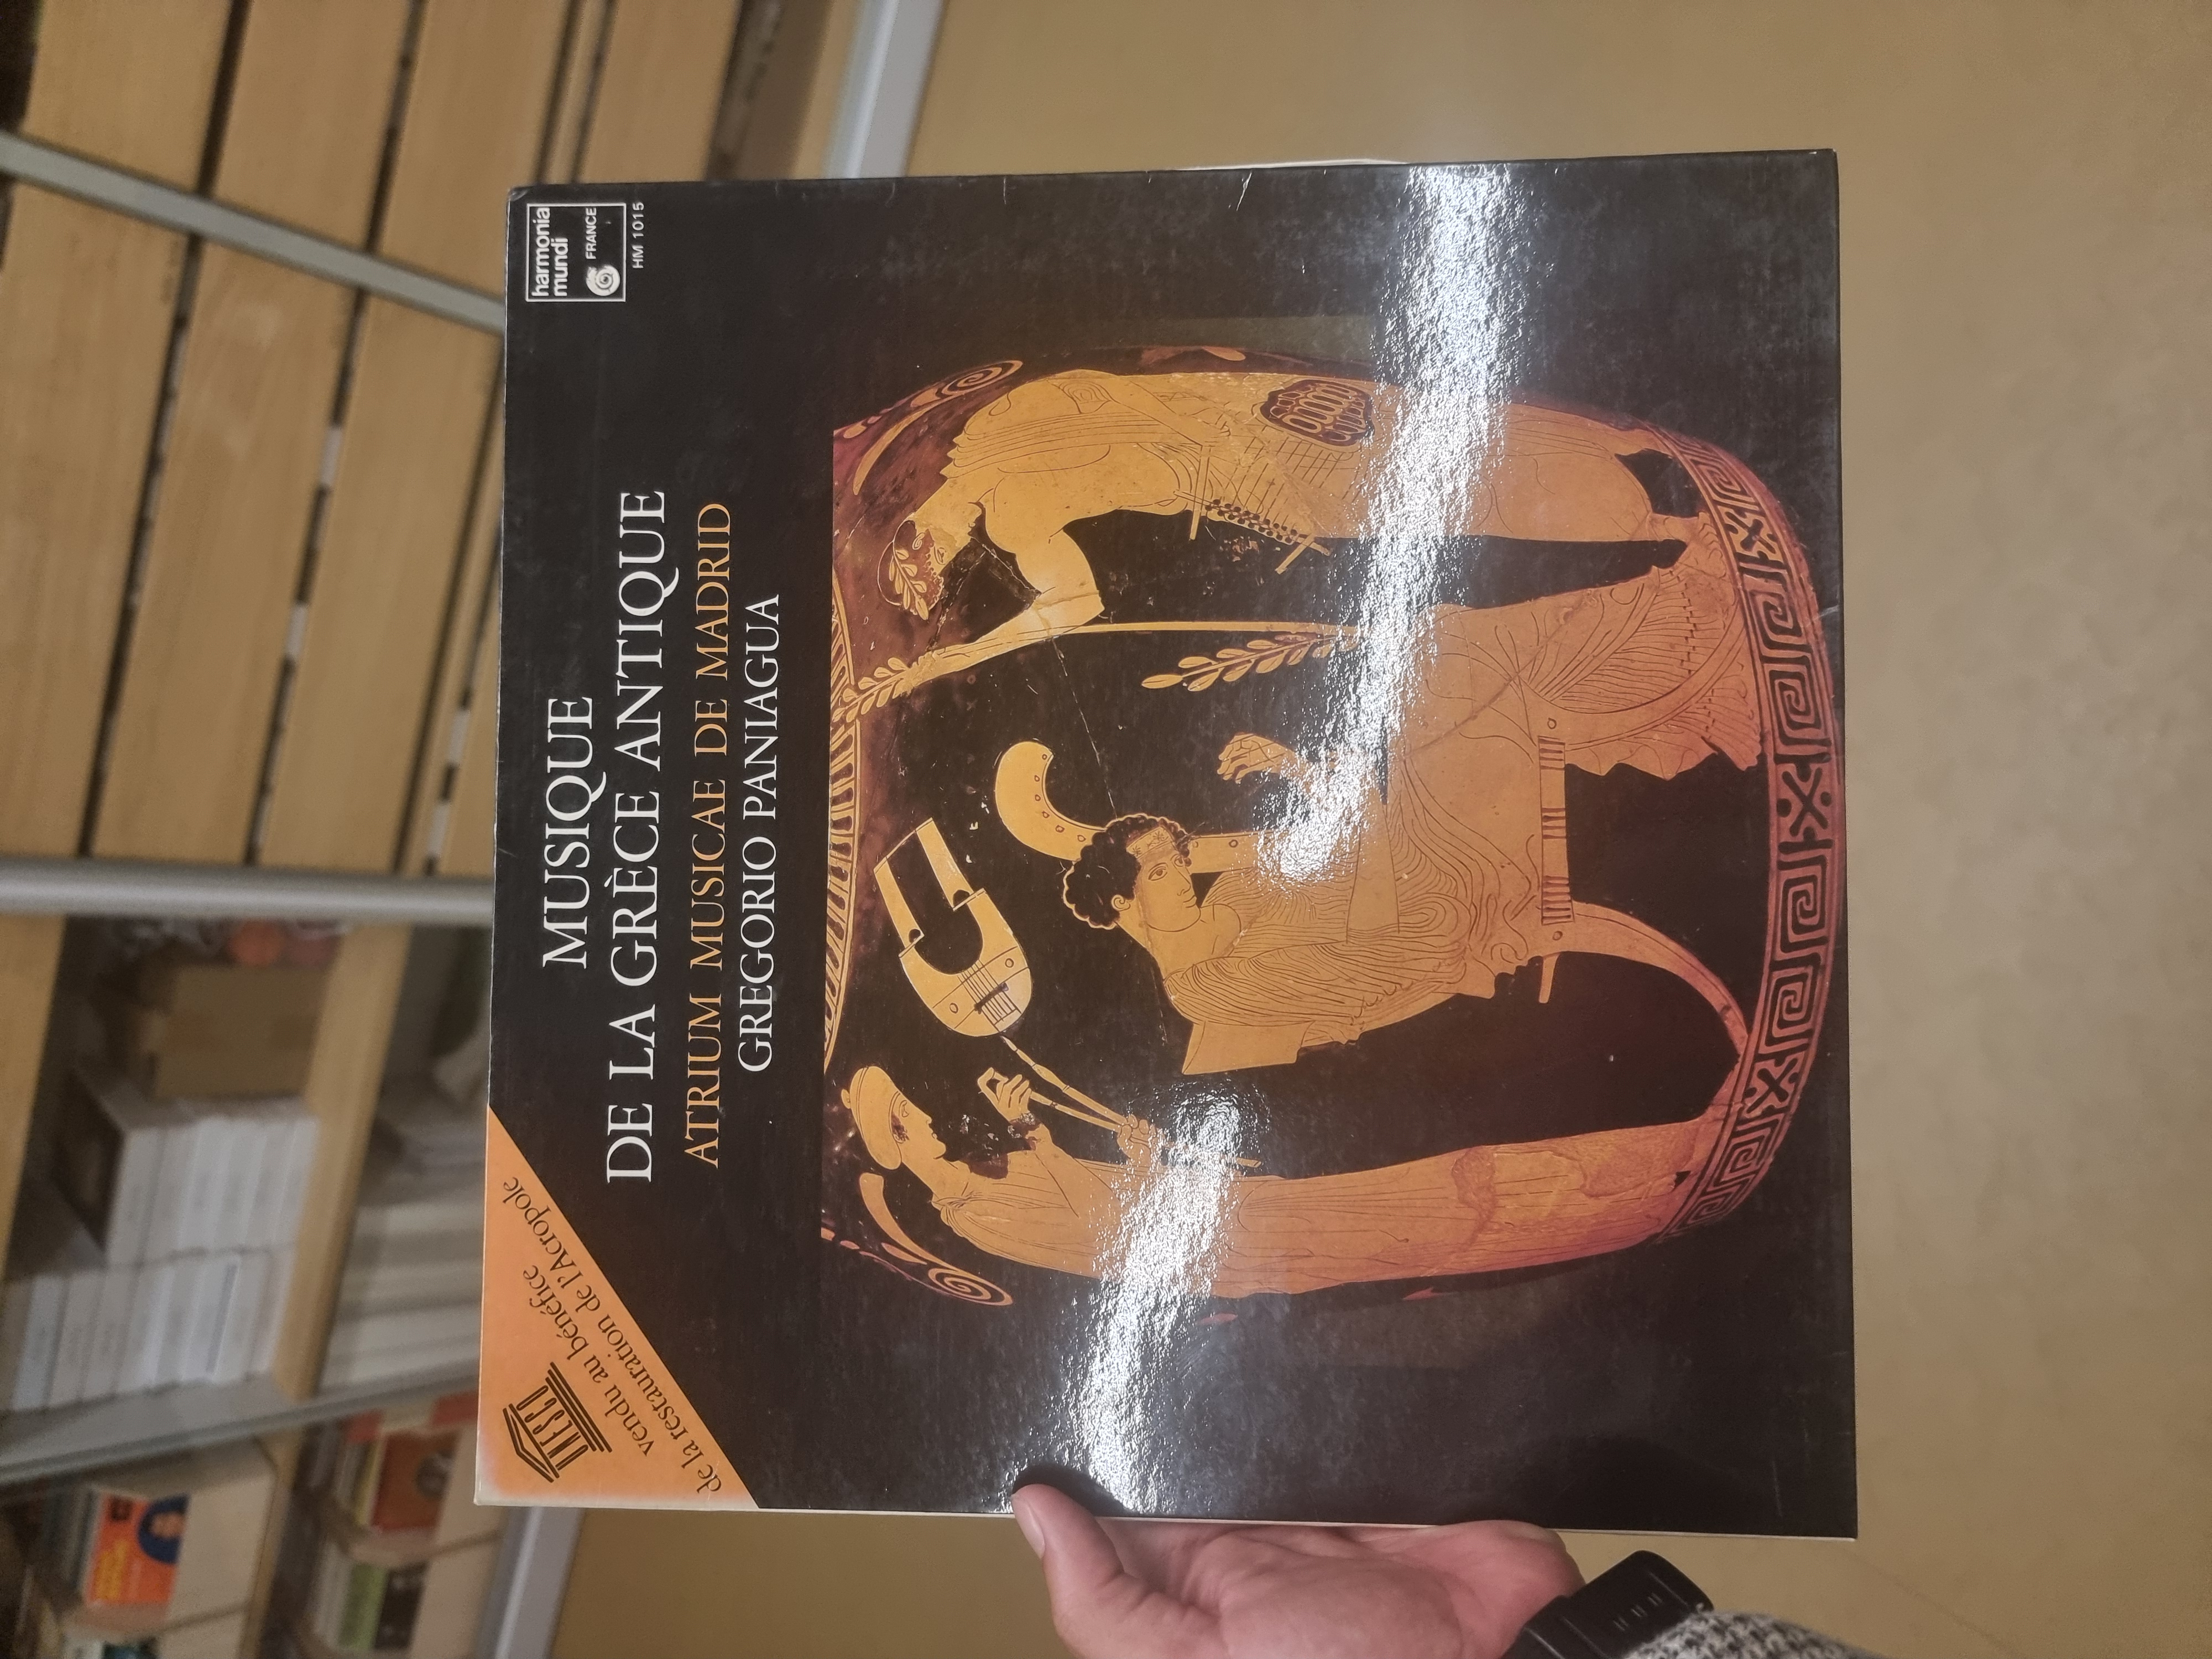 UNESCO
vendu au bénéfice
de la restauration de l'Acropole
MUSIQUE
DE LA GRÈCE ANTIQUE
ATRIUM MUSICAE DE MADRID
GREGORIO PANIAGUA
harmonia
mundi
FRANCE
HM 1015